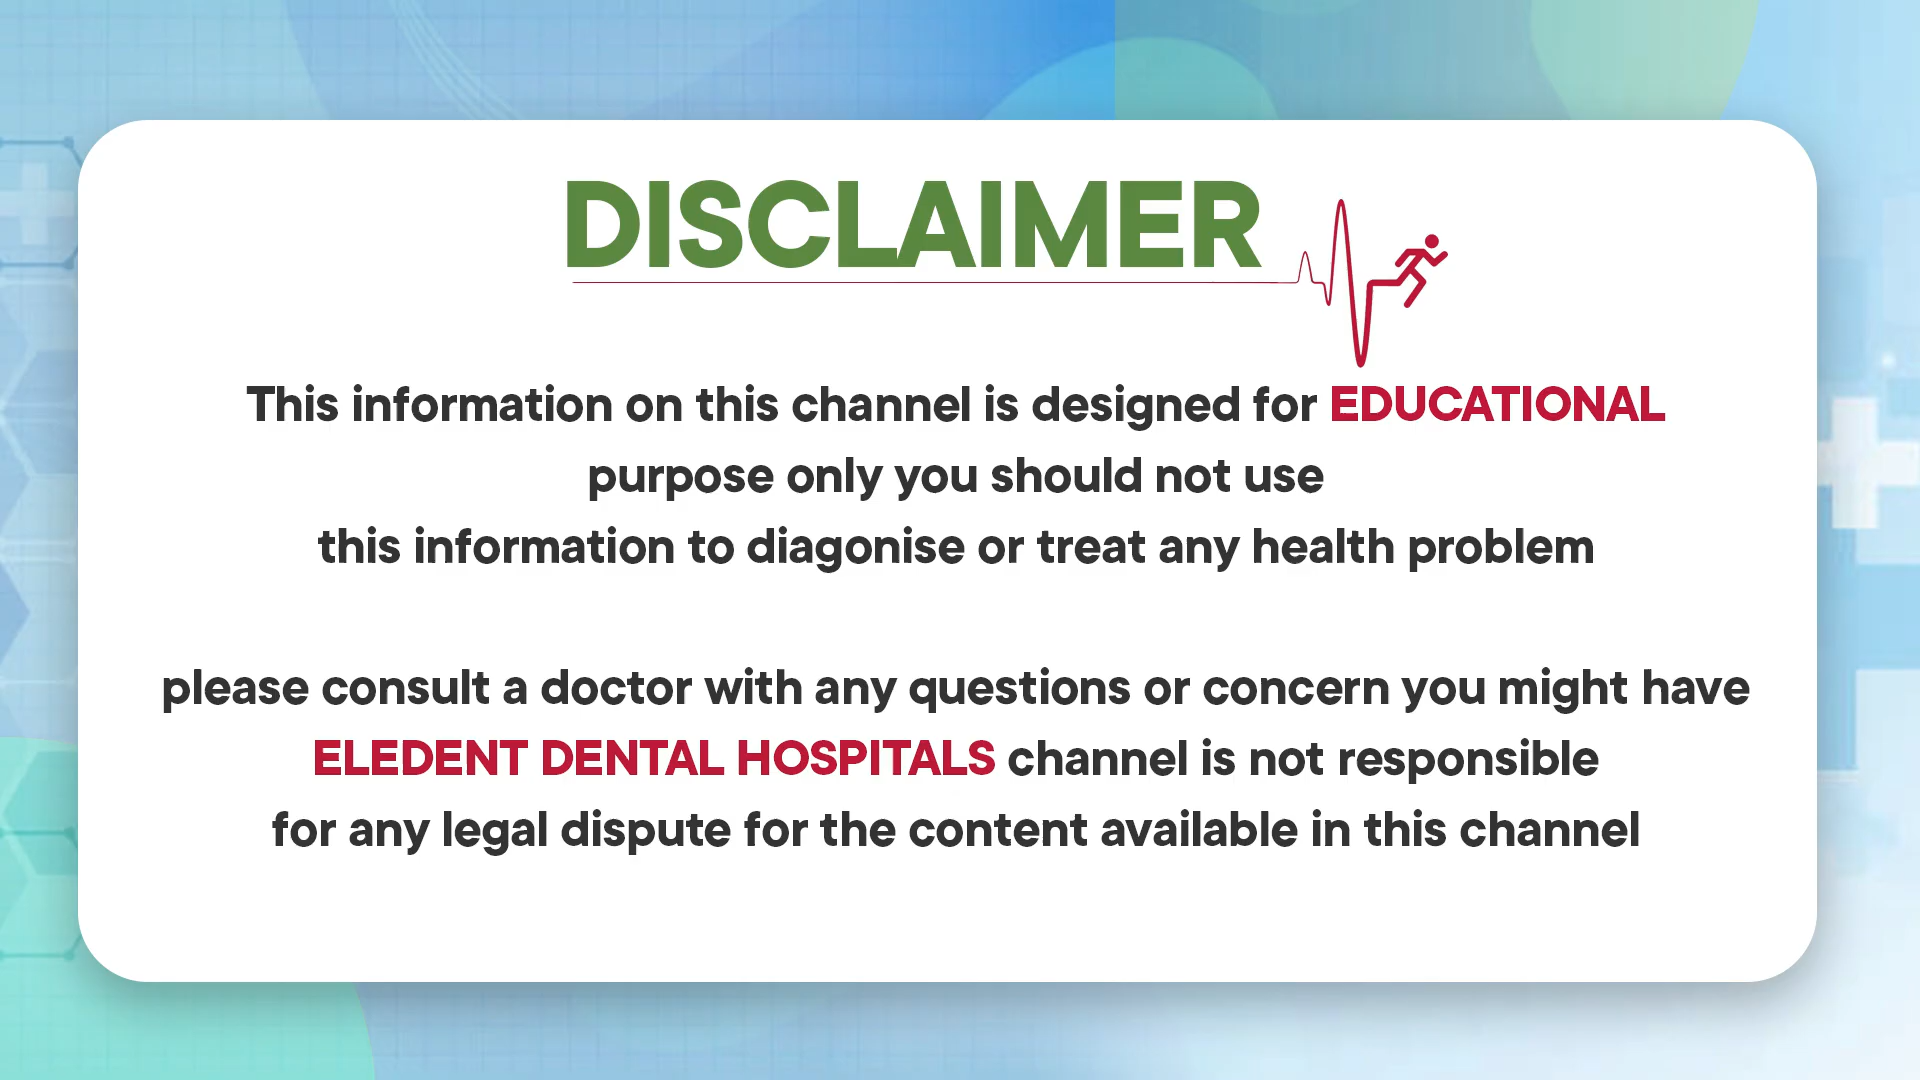 DISCLAIMER
This information on this channel is designed for EDUCATIONAL
purpose only you should not use
this information to diagonise or treat any health problem
please consult a doctor with any questions or concern you might have
ELEDENT DENTAL HOSPITALS channel is not responsible
for any legal dispute for the content available in this channel